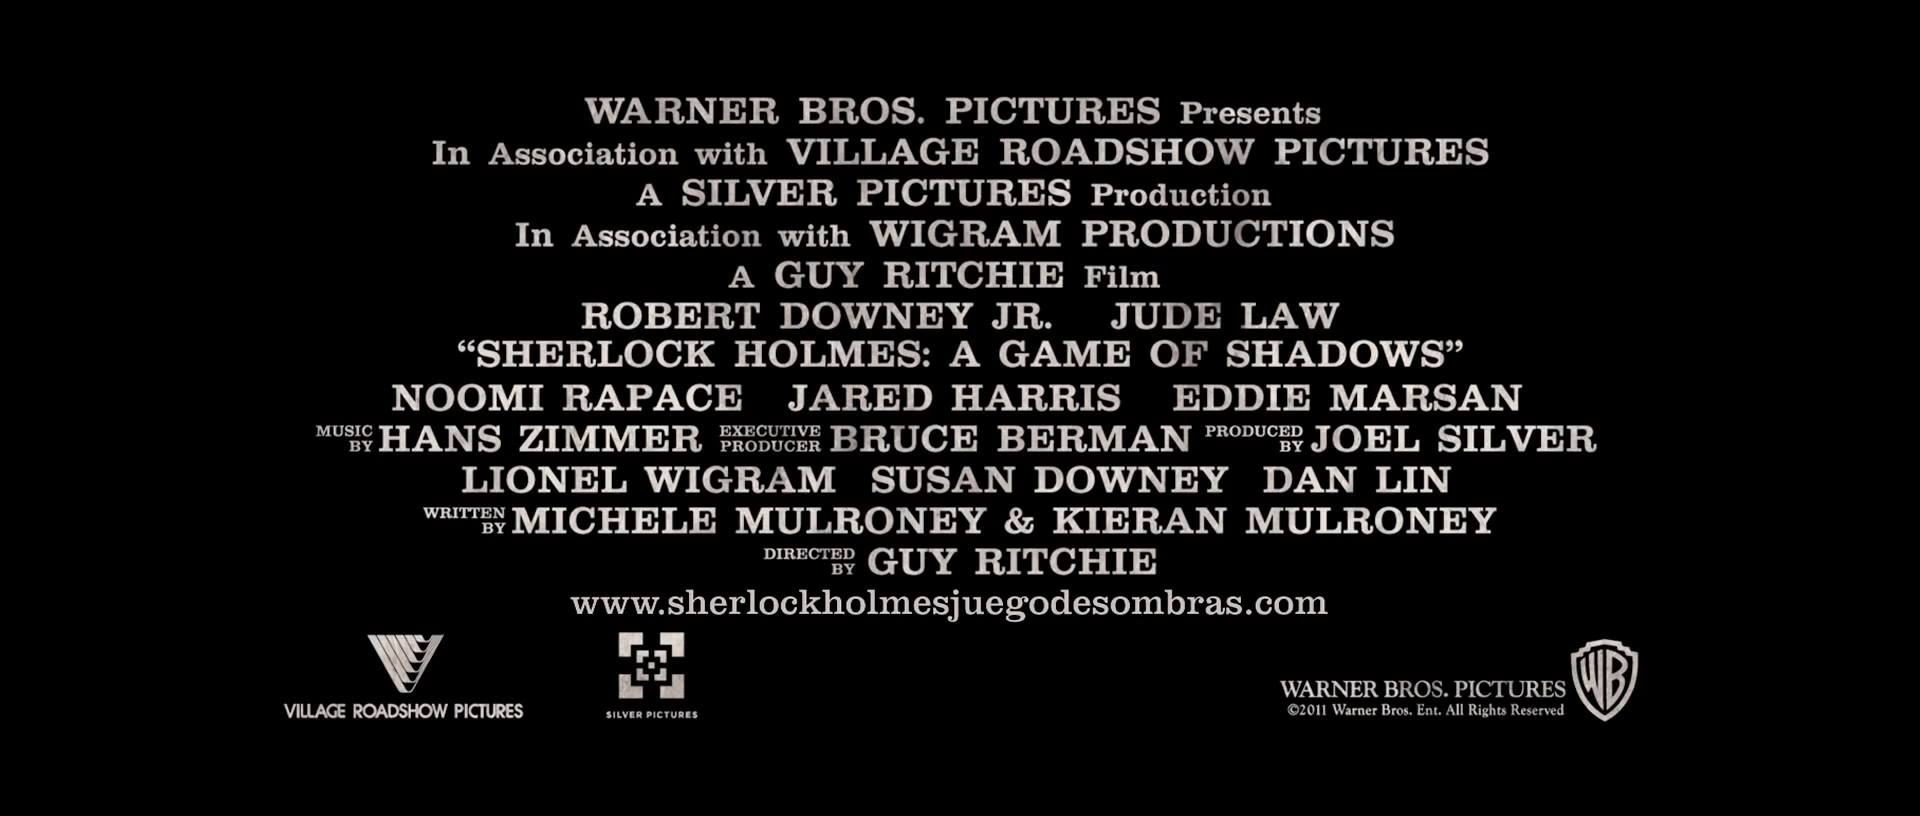 WARNER BROS. PICTURES Presents
In Association with VILLAGE ROADSHOW PICTURES
A SILVER PICTURES Production
In Association with WIGRAM PRODUCTIONS
A GUY RITCHIE Film
ROBERT DOWNEY JR. JUDE LAW
“SHERLOCK HOLMES: A GAME OF SHADOWS”
NOOMI RAPACE JARED HARRIS EDDIE MARSAN
MUSIC BY HANS ZIMMER EXECUTIVE PRODUCER BRUCE BERMAN PRODUCED BY JOEL SILVER
LIONEL WIGRAM SUSAN DOWNEY DAN LIN
WRITTEN BY MICHELE MULRONEY & KIERAN MULRONEY
DIRECTED BY GUY RITCHIE
www.sherlockholmesjuegodesombras.com
VILLAGE ROADSHOW PICTURES
SILVER PICTURES
WARNER BROS. PICTURES
©2011 Warner Bros. Ent. All Rights Reserved
WB